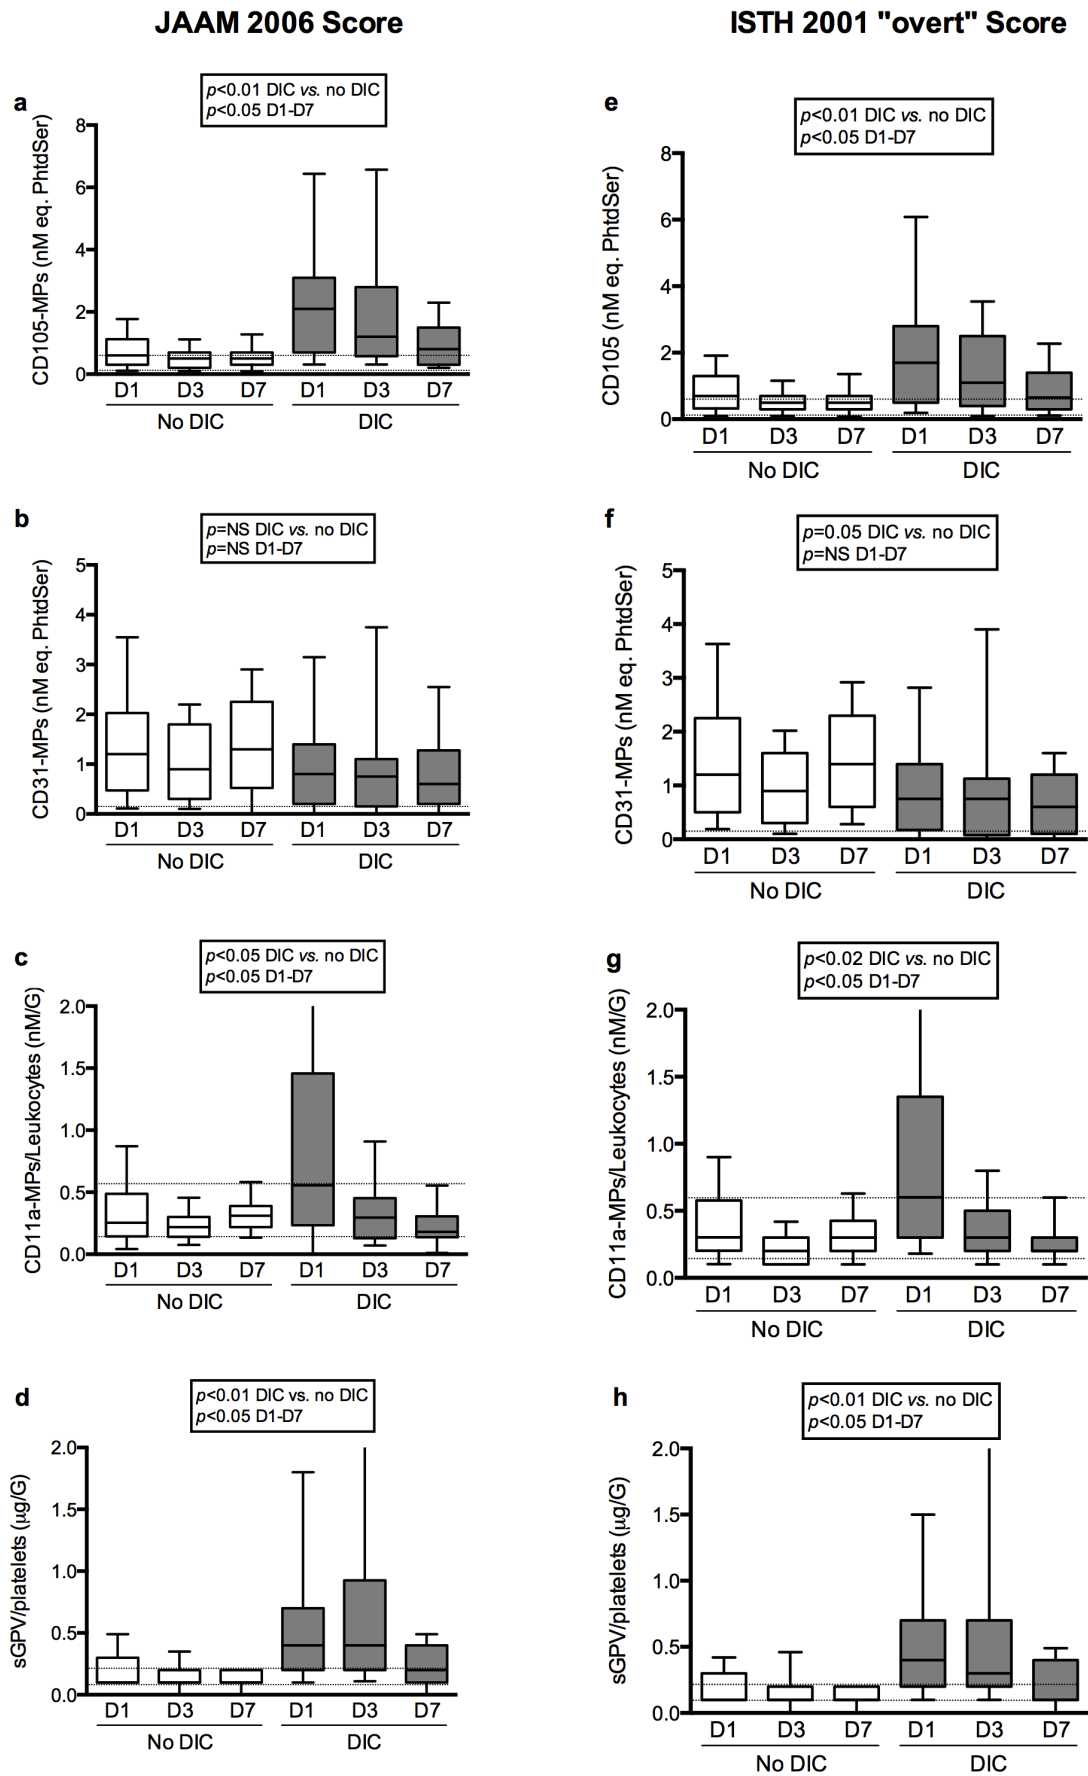 JAAM 2006 Score
ISTH 2001 "overt" Score
a
p<0.01 DIC vs. no DIC
p<0.05 D1-D7
CD105-MPs (nM eq. PhtdSer)
8
6
4
2
0
D1 D3 D7 D1 D3 D7
No DIC DIC
e
p<0.01 DIC vs. no DIC
p<0.05 D1-D7
CD105 (nM eq. PhtdSer)
8
6
4
2
0
D1 D3 D7 D1 D3 D7
No DIC DIC
b
p=NS DIC vs. no DIC
p=NS D1-D7
CD31-MPs (nM eq. PhtdSer)
5
4
3
2
1
0
D1 D3 D7 D1 D3 D7
No DIC DIC
f
p=0.05 DIC vs. no DIC
p=NS D1-D7
CD31-MPs (nM eq. PhtdSer)
5
4
3
2
1
0
D1 D3 D7 D1 D3 D7
No DIC DIC
c
p<0.05 DIC vs. no DIC
p<0.05 D1-D7
CD11a-MPs/Leukocytes (nM/G)
2.0
1.5
1.0
0.5
0.0
D1 D3 D7 D1 D3 D7
No DIC DIC
g
p<0.02 DIC vs. no DIC
p<0.05 D1-D7
CD11a-MPs/Leukocytes (nM/G)
2.0
1.5
1.0
0.5
0.0
D1 D3 D7 D1 D3 D7
No DIC DIC
d
p<0.01 DIC vs. no DIC
p<0.05 D1-D7
sGPV/platelets (µg/G)
2.0
1.5
1.0
0.5
0.0
D1 D3 D7 D1 D3 D7
No DIC DIC
h
p<0.01 DIC vs. no DIC
p<0.05 D1-D7
sGPV/platelets (µg/G)
2.0
1.5
1.0
0.5
0.0
D1 D3 D7 D1 D3 D7
No DIC DIC